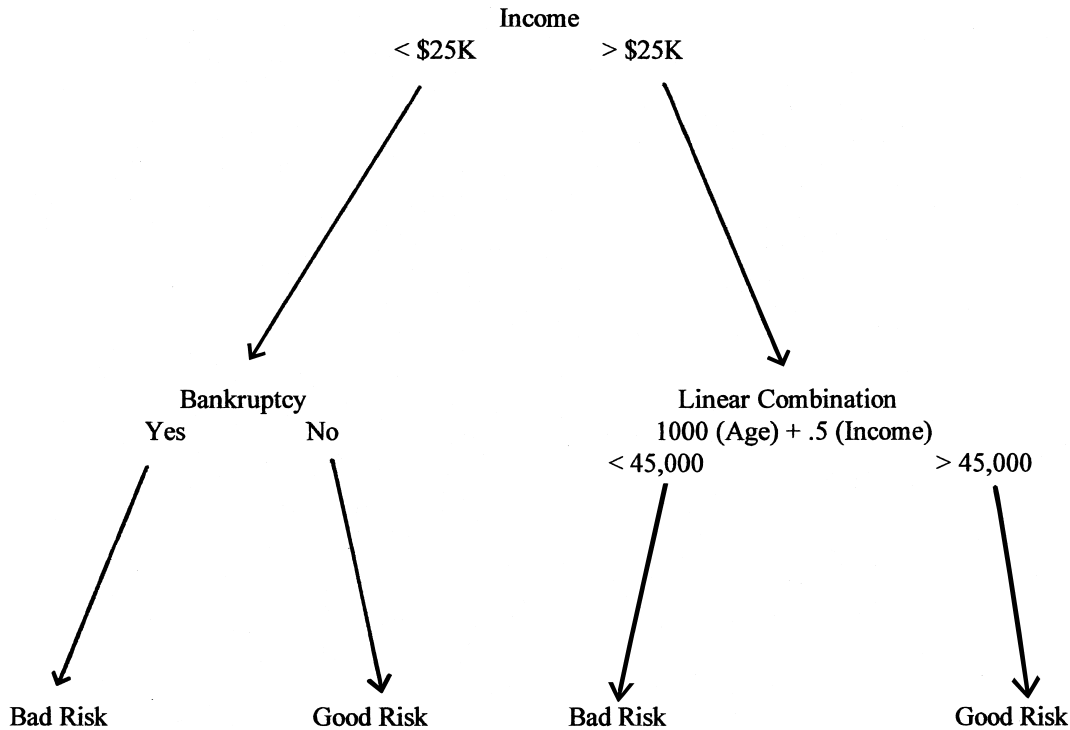 Income
< $25K > $25K
Bankruptcy
Yes No
Linear Combination
1000 (Age) + .5 (Income)
< 45,000 > 45,000
Bad Risk Good Risk Bad Risk Good Risk